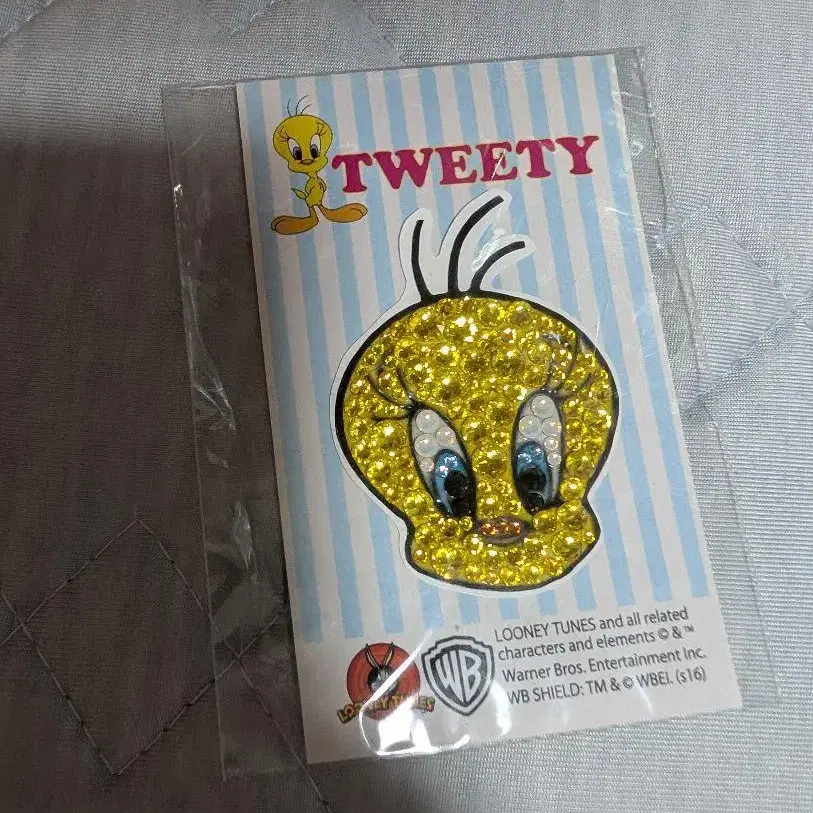 TWEETY
LOONEY TUNES and all related
characters and elements © & ™
Warner Bros. Entertainment Inc.
WB SHIELD: TM & © WBEI. (s16)
WB
LOONEY TUNES